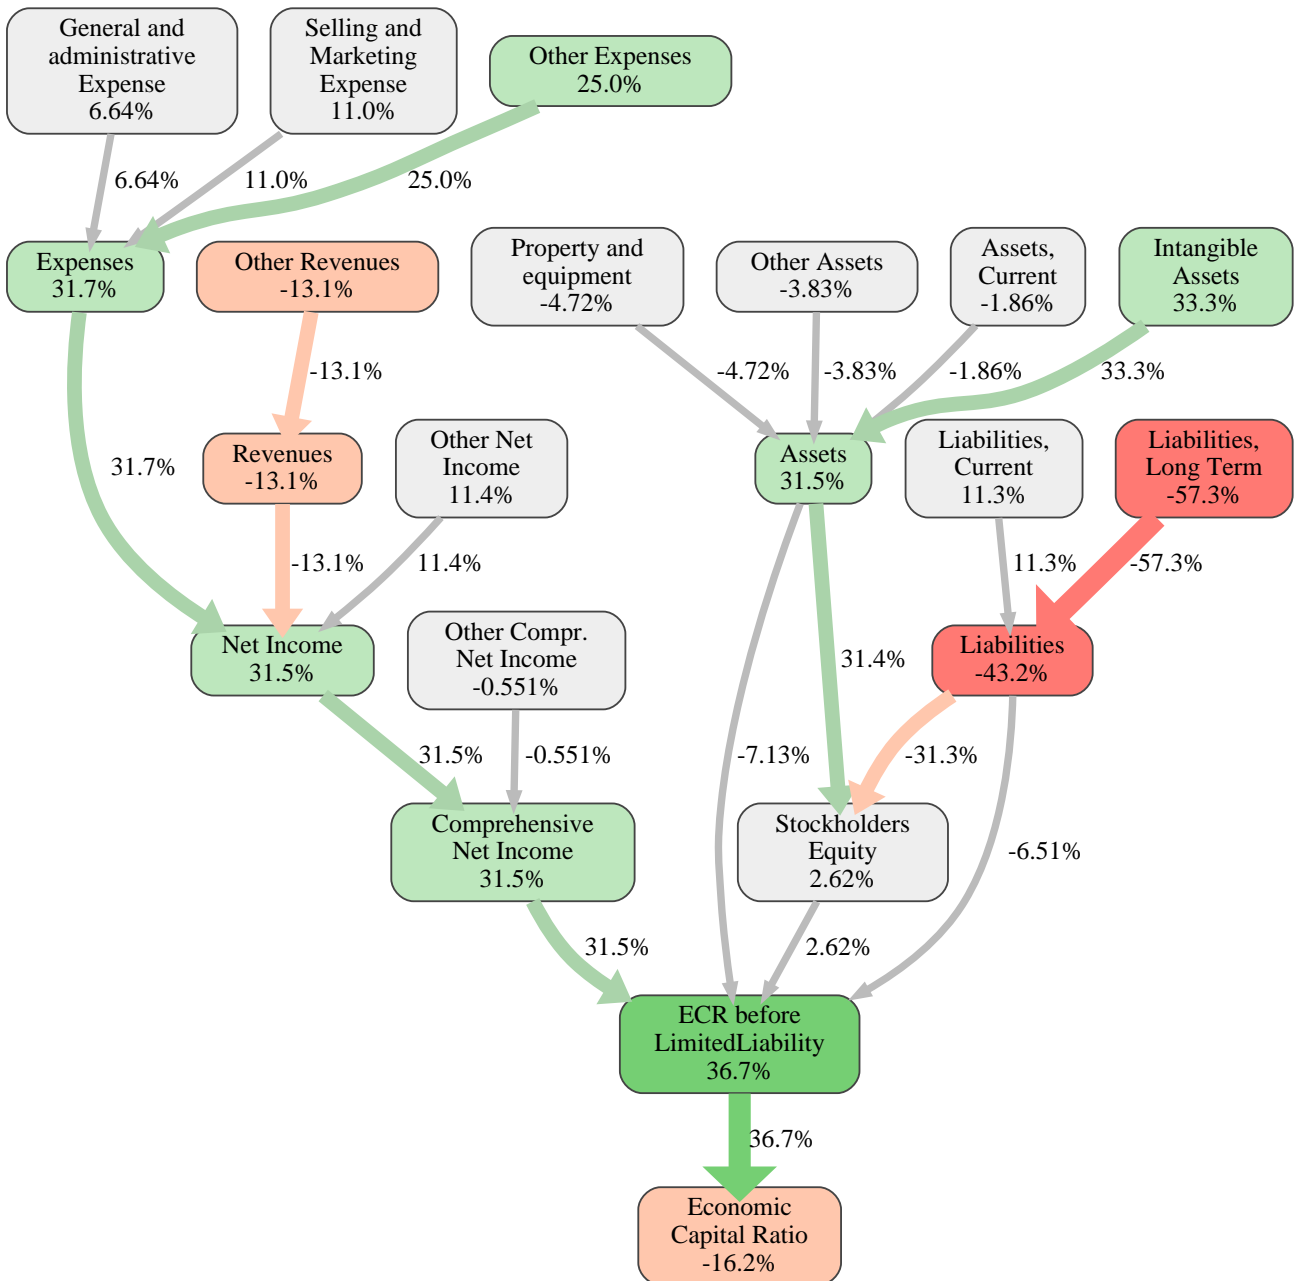 General and
administrative
Expense
6.64%
Selling and
Marketing
Expense
11.0%
Other Expenses
25.0%
6.64%
11.0%
25.0%
Expenses
31.7%
Other Revenues
-13.1%
Property and
equipment
-4.72%
Other Assets
-3.83%
Assets,
Current
-1.86%
Intangible
Assets
33.3%
-13.1%
-4.72%
-3.83%
-1.86%
33.3%
31.7%
Revenues
-13.1%
Other Net
Income
11.4%
Assets
31.5%
Liabilities,
Current
11.3%
Liabilities,
Long Term
-57.3%
-13.1%
11.4%
11.3%
-57.3%
Net Income
31.5%
Other Compr.
Net Income
-0.551%
31.4%
Liabilities
-43.2%
31.5%
-0.551%
-7.13%
-31.3%
Comprehensive
Net Income
31.5%
Stockholders
Equity
2.62%
-6.51%
31.5%
2.62%
ECR before
LimitedLiability
36.7%
36.7%
Economic
Capital Ratio
-16.2%